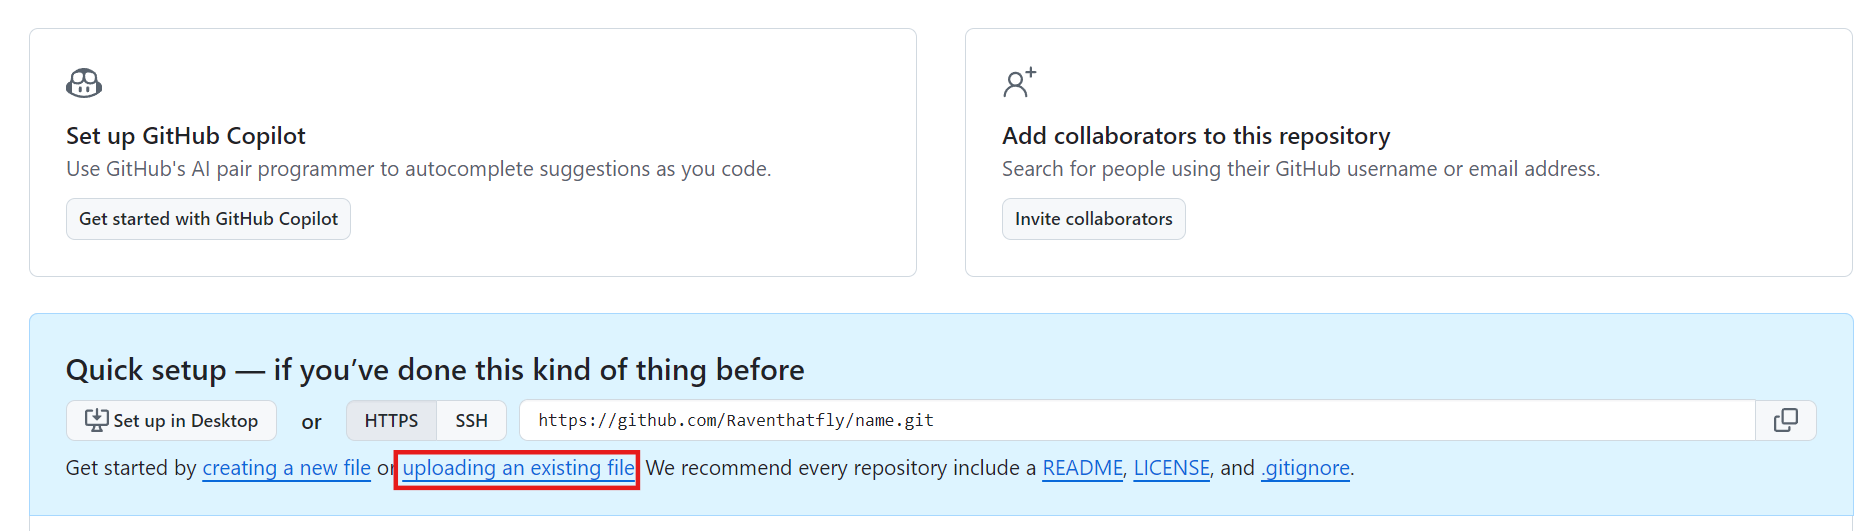 Set up GitHub Copilot
Use GitHub's AI pair programmer to autocomplete suggestions as you code.
Get started with GitHub Copilot
Add collaborators to this repository
Search for people using their GitHub username or email address.
Invite collaborators
Quick setup — if you’ve done this kind of thing before
Set up in Desktop or HTTPS SSH https://github.com/Raventhatfly/name.git
Get started by creating a new file or uploading an existing file. We recommend every repository include a README, LICENSE, and .gitignore.